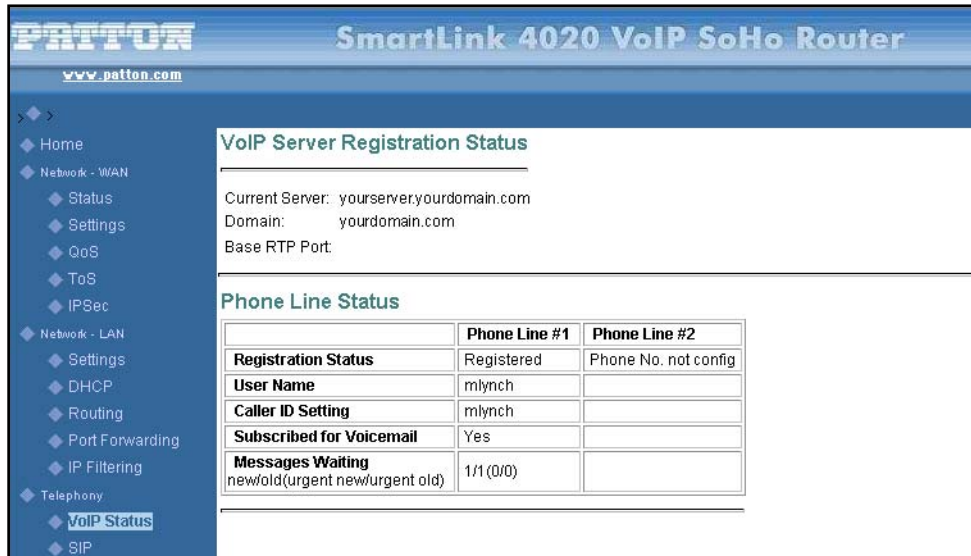 PATTON
SmartLink 4020 VoIP SoHo Router
www.patton.com
> >
Home
Network - WAN
Status
Settings
QoS
ToS
IPSec
Network - LAN
Settings
DHCP
Routing
Port Forwarding
IP Filtering
Telephony
VoIP Status
SIP
VoIP Server Registration Status
Current Server: yourserver.yourdomain.com
Domain: yourdomain.com
Base RTP Port:
Phone Line Status
Phone Line #1 Phone Line #2
Registration Status Registered Phone No. not config
User Name mlynch
Caller ID Setting mlynch
Subscribed for Voicemail Yes
Messages Waiting
new/old(urgent new/urgent old) 1/1(0/0)